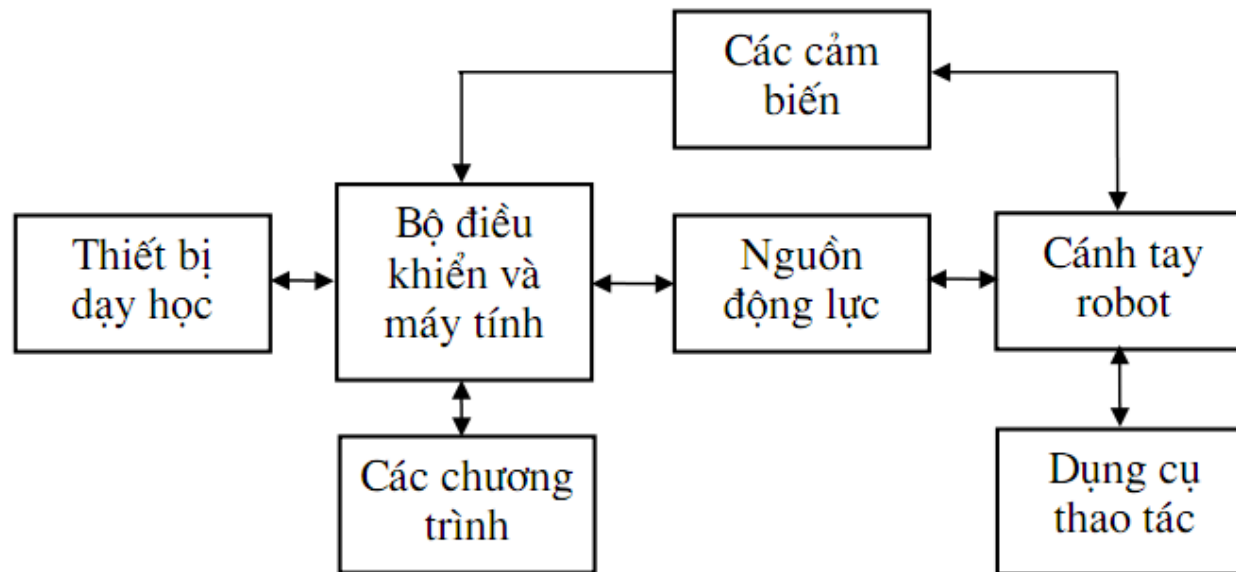 Các cảm
biến
Thiết bị
dạy học
Bộ điều
khiển và
máy tính
Nguồn
động lực
Cánh tay
robot
Các chương
trình
Dụng cụ
thao tác